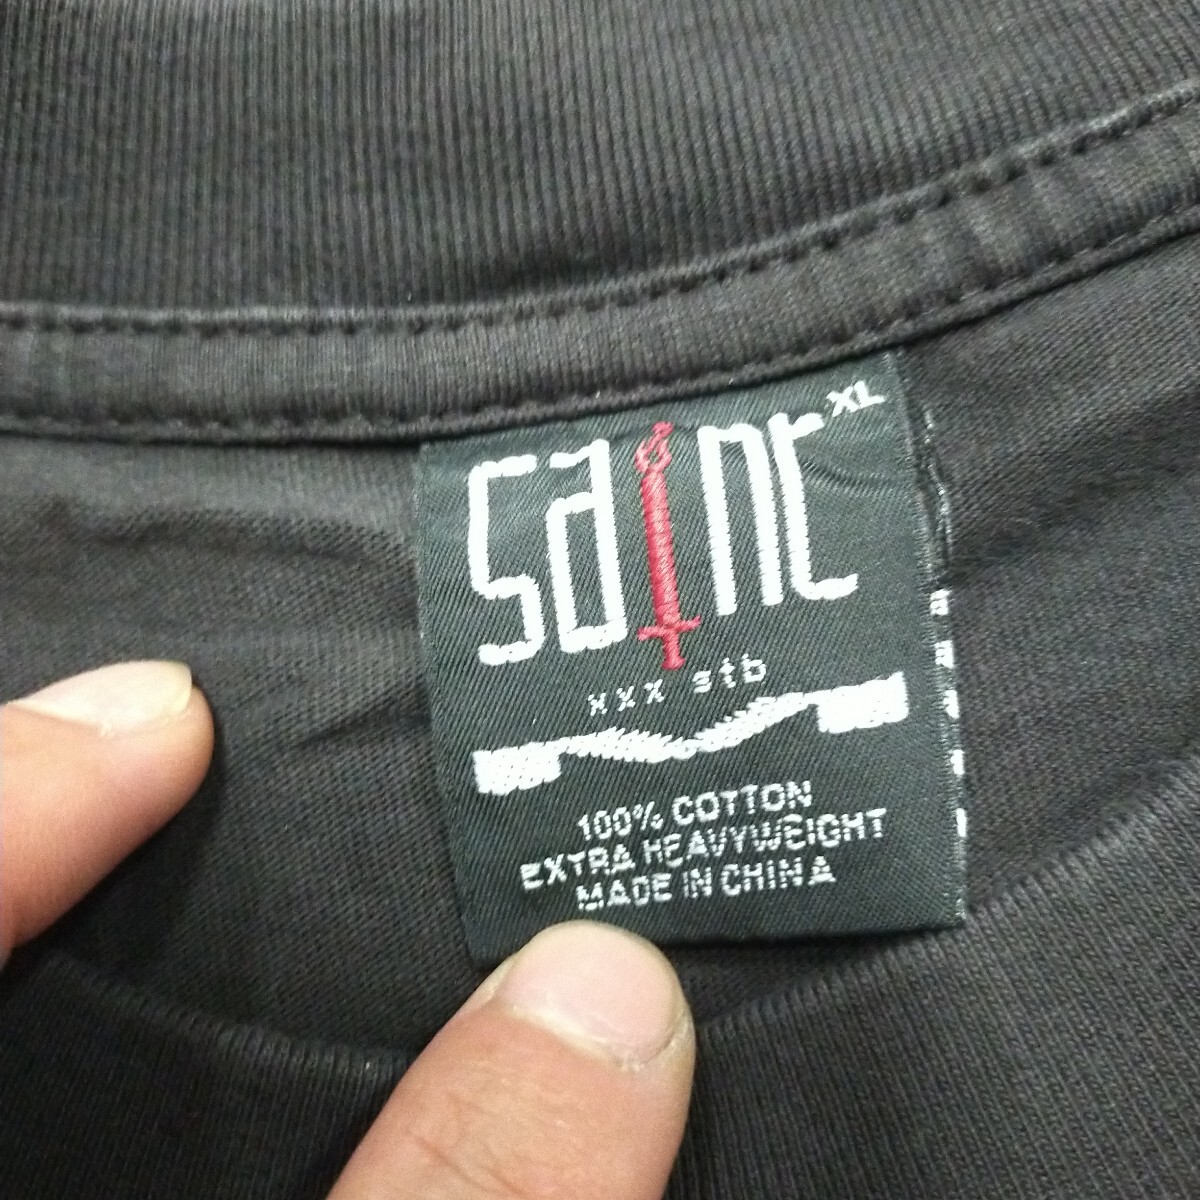 saint XL
xxx stb
100% COTTON
EXTRA HEAVYWEIGHT
MADE IN CHINA